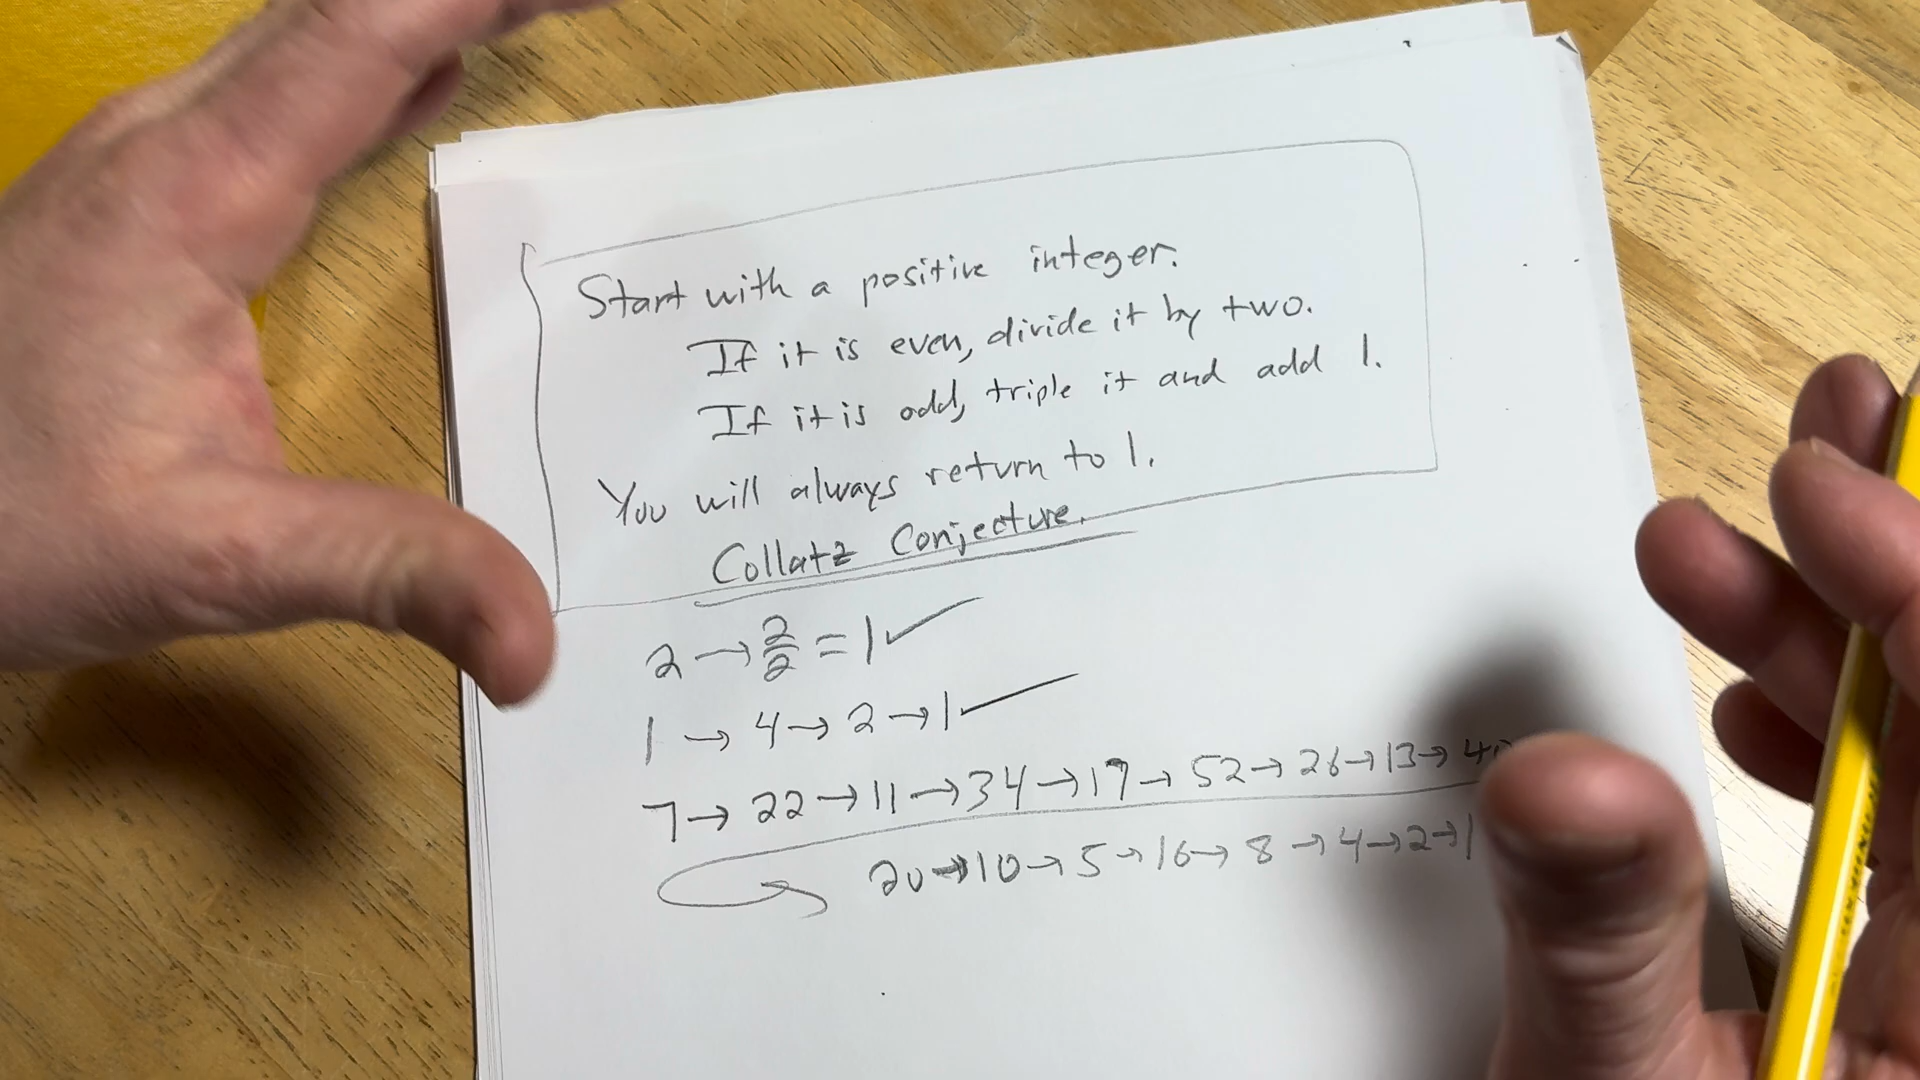 Start with a positive integer.
If it is even, divide it by two.
If it is odd, triple it and add 1.
You will always return to 1.
Collatz Conjecture.
2 → 2/2 = 1 ✓
1 → 4 → 2 → 1 ✓
7 → 22 → 11 → 34 → 17 → 52 → 26 → 13 → 40
20 → 10 → 5 → 16 → 8 → 4 → 2 → 1